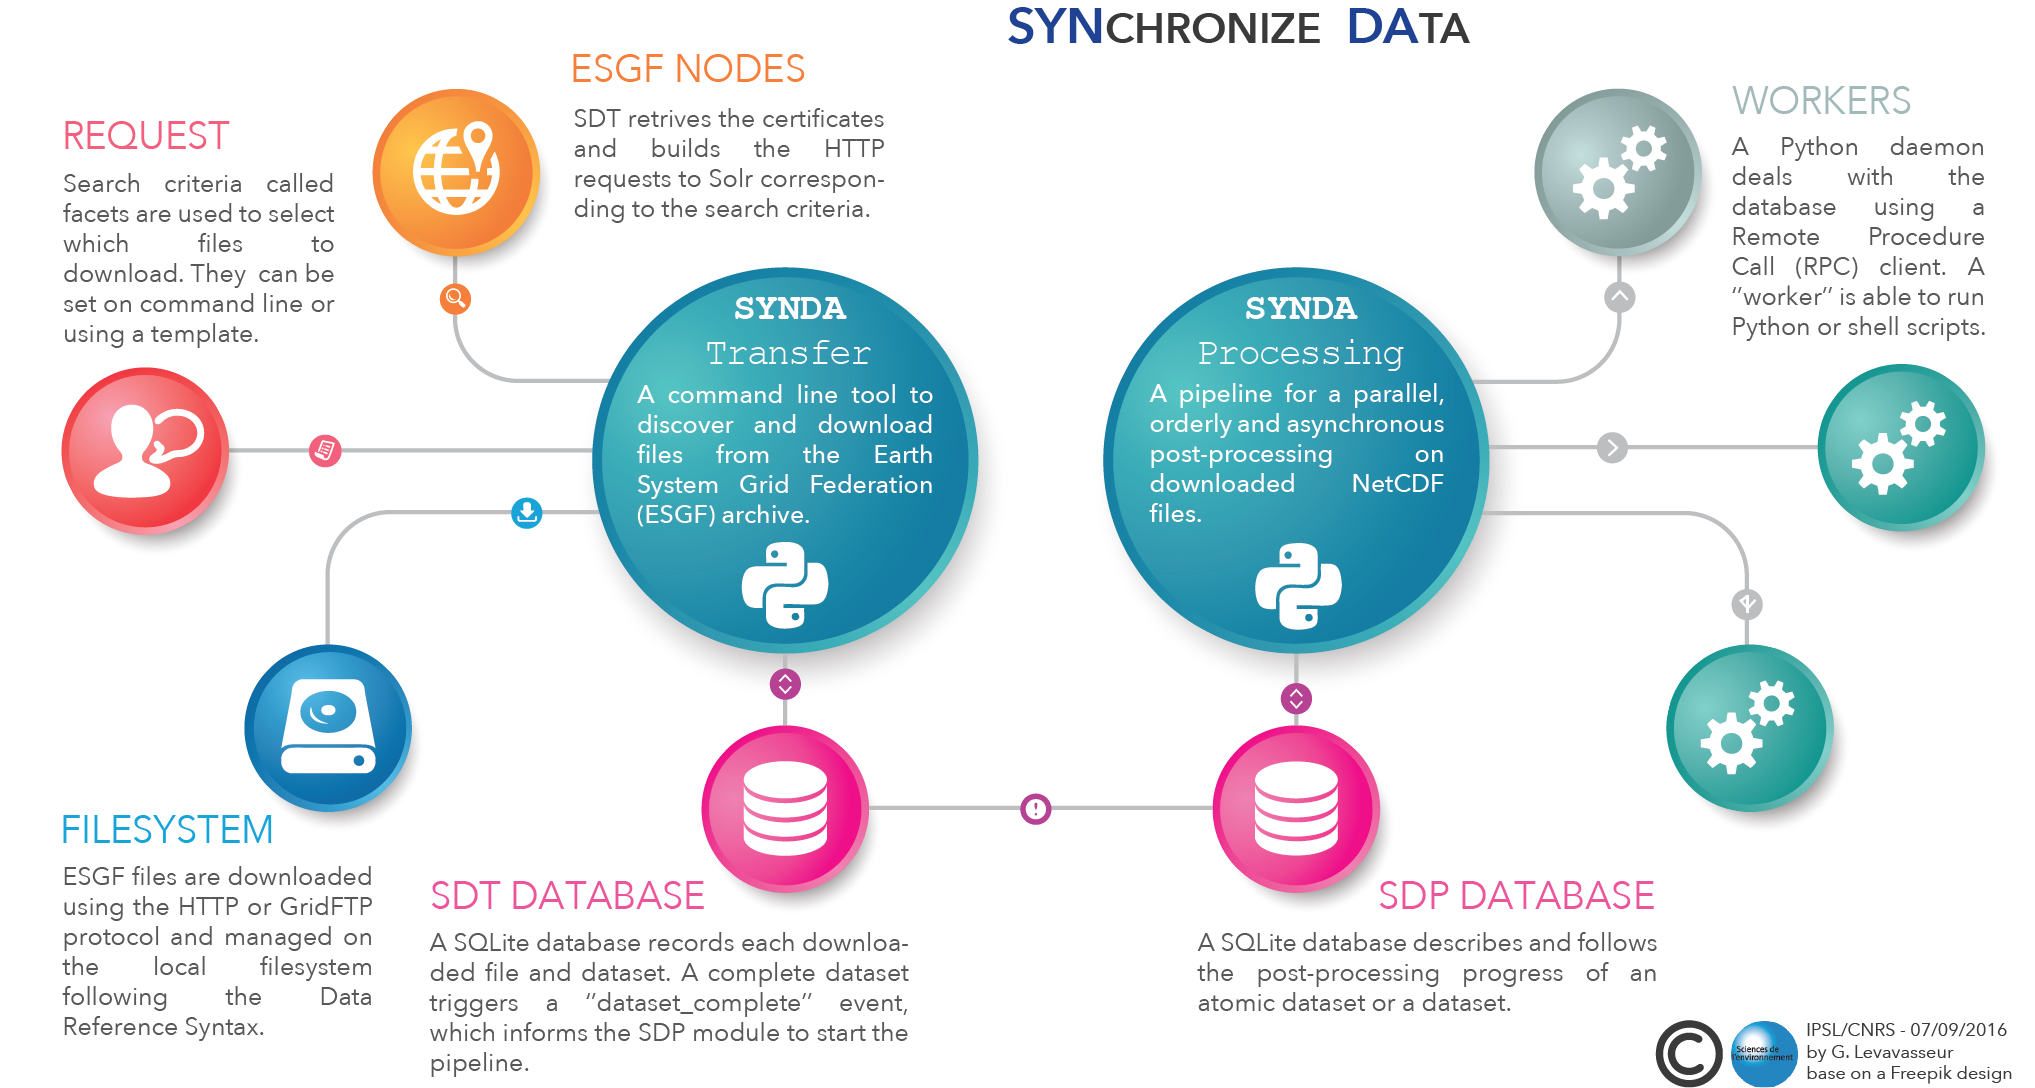 SYNCHRONIZE DATA
ESGF NODES
SDT retrives the certificates
and builds the HTTP
requests to Solr correspon-
ding to the search criteria.
REQUEST
Search criteria called
facets are used to select
which files to
download. They can be
set on command line or
using a template.
WORKERS
A Python daemon
deals with the
database using a
Remote Procedure
Call (RPC) client. A
"worker" is able to run
Python or shell scripts.
SYNDA
Transfer
A command line tool to
discover and download
files from the Earth
System Grid Federation
(ESGF) archive.
SYNDA
Processing
A pipeline for a parallel,
orderly and asynchronous
post-processing on
downloaded NetCDF
files.
FILESYSTEM
ESGF files are downloaded
using the HTTP or GridFTP
protocol and managed on
the local filesystem
following the Data
Reference Syntax.
SDT DATABASE
A SQLite database records each downloa-
ded file and dataset. A complete dataset
triggers a "dataset_complete" event,
which informs the SDP module to start the
pipeline.
SDP DATABASE
A SQLite database describes and follows
the post-processing progress of an
atomic dataset or a dataset.
©
Sciences de
l'environnement
IPSL/CNRS - 07/09/2016
by G. Levavasseur
base on a Freepik design